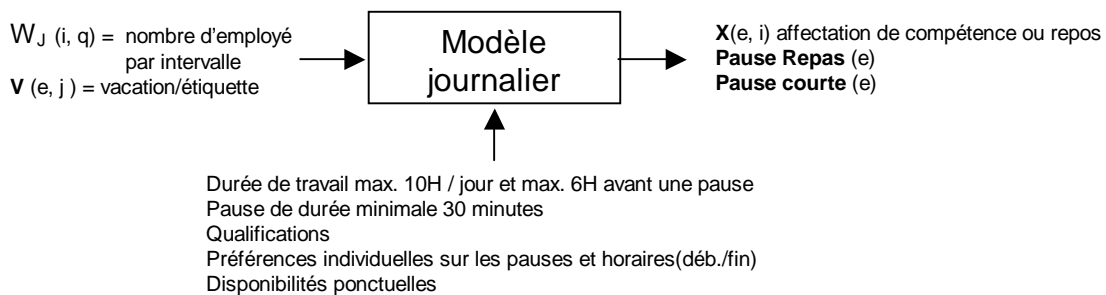 W_J (i, q) = nombre d'employé
par intervalle
V (e, j ) = vacation/étiquette
Modèle
journalier
X(e, i) affectation de compétence ou repos
Pause Repas (e)
Pause courte (e)
Durée de travail max. 10H / jour et max. 6H avant une pause
Pause de durée minimale 30 minutes
Qualifications
Préférences individuelles sur les pauses et horaires(déb./fin)
Disponibilités ponctuelles